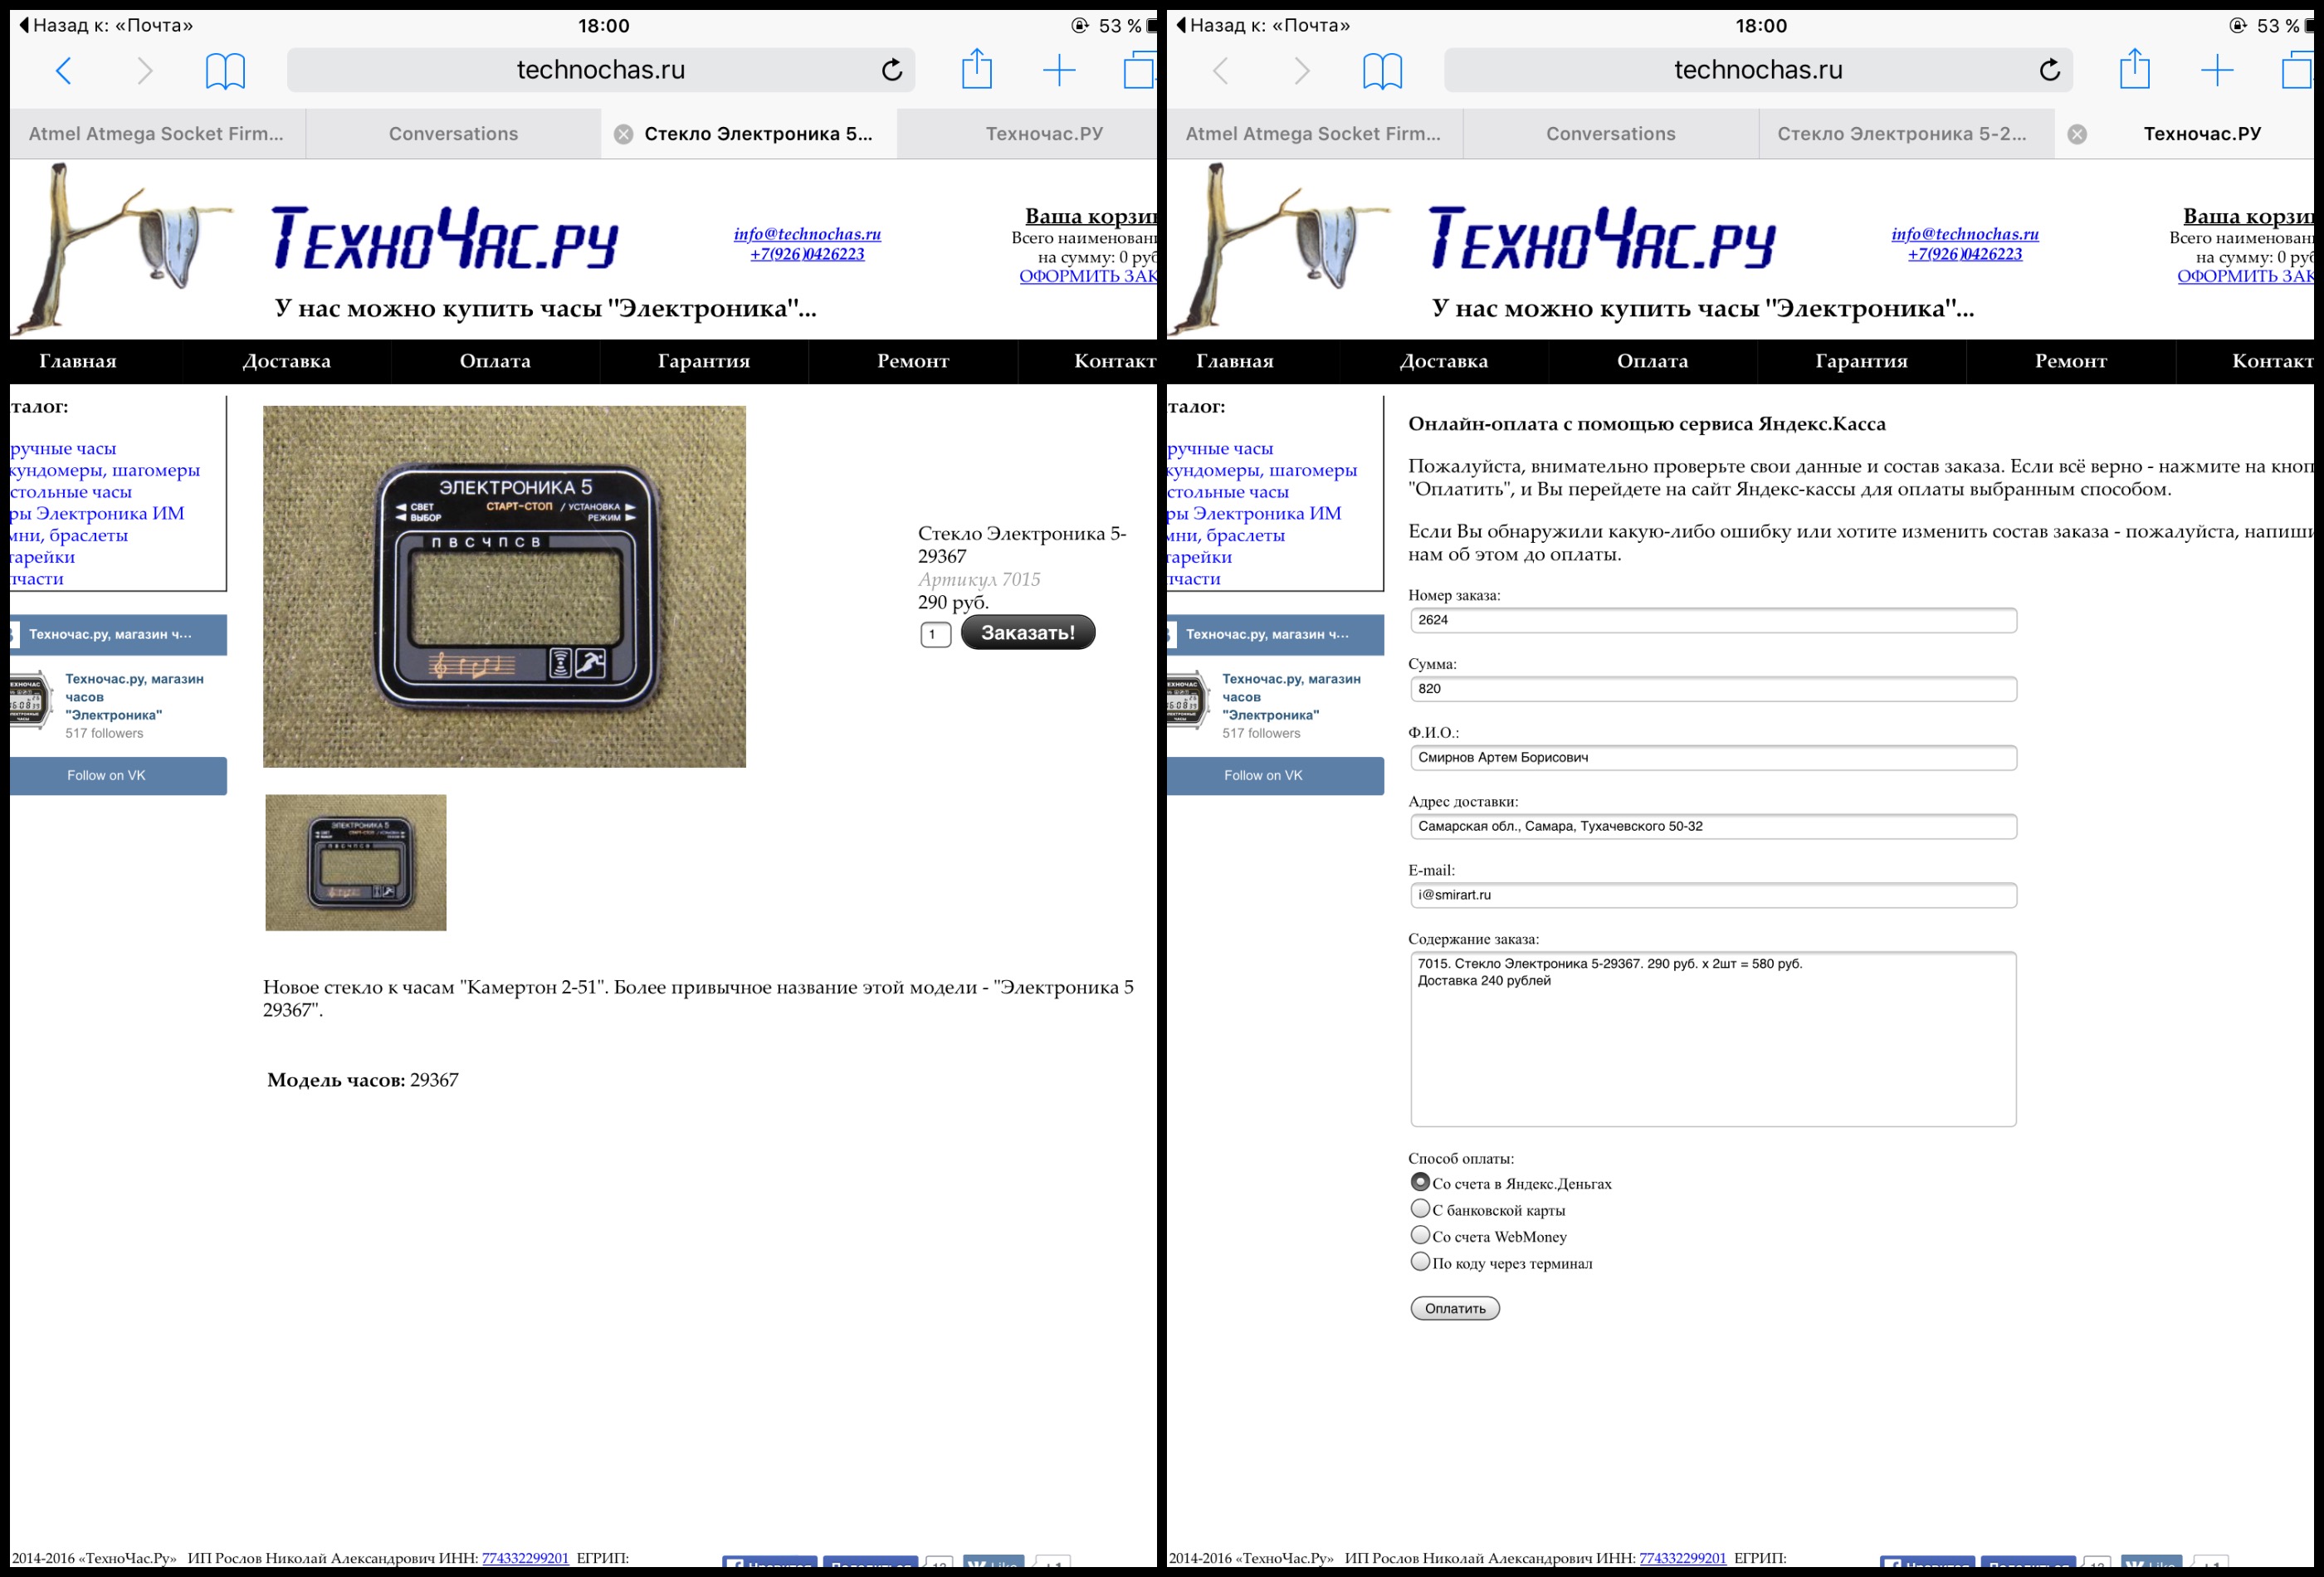 Назад к: «Почта»
18:00
53 %
technochas.ru
Atmel Atmega Socket Firm...
Conversations
Стекло Электроника 5...
Техночас.РУ
ТехноЧас.ру
info@technochas.ru
+7(926)0426223
Ваша корзи
Всего наименован
на сумму: 0 руб
ОФОРМИТЬ ЗАК
У нас можно купить часы "Электроника"...
Главная
Доставка
Оплата
Гарантия
Ремонт
Контакт
талог:
ручные часы
кундомеры, шагомеры
стольные часы
ры Электроника ИМ
мни, браслеты
тарейки
пчасти
Техночас.ру, магазин ч...
Техночас.ру, магазин
часов
"Электроника"
517 followers
Follow on VK
ЭЛЕКТРОНИКА 5
СВЕТ СТАРТ-СТОП / УСТАНОВКА
ВЫБОР РЕЖИМ
П В С Ч П С В
Стекло Электроника 5-
29367
Артикул 7015
290 руб.
1
Заказать!
ЭЛЕКТРОНИКА 5
Новое стекло к часам "Камертон 2-51". Более привычное название этой модели - "Электроника 5
29367".
Модель часов: 29367
2014-2016 «ТехноЧас.Ру» ИП Рослов Николай Александрович ИНН: 774332299201 ЕГРИП:
Назад к: «Почта»
18:00
53 %
technochas.ru
Atmel Atmega Socket Firm...
Conversations
Стекло Электроника 5-2...
Техночас.РУ
ТехноЧас.ру
info@technochas.ru
+7(926)0426223
Ваша корзи
Всего наименован
на сумму: 0 руб
ОФОРМИТЬ ЗАК
У нас можно купить часы "Электроника"...
Главная
Доставка
Оплата
Гарантия
Ремонт
Контакт
талог:
ручные часы
кундомеры, шагомеры
стольные часы
ры Электроника ИМ
мни, браслеты
тарейки
пчасти
Техночас.ру, магазин ч...
Техночас.ру, магазин
часов
"Электроника"
517 followers
Follow on VK
Онлайн-оплата с помощью сервиса Яндекс.Касса
Пожалуйста, внимательно проверьте свои данные и состав заказа. Если всё верно - нажмите на кноп
"Оплатить", и Вы перейдете на сайт Яндекс-кассы для оплаты выбранным способом.
Если Вы обнаружили какую-либо ошибку или хотите изменить состав заказа - пожалуйста, напиши
нам об этом до оплаты.
Номер заказа:
2624
Сумма:
820
Ф.И.О.:
Смирнов Артем Борисович
Адрес доставки:
Самарская обл., Самара, Тухачевского 50-32
E-mail:
i@smirart.ru
Содержание заказа:
7015. Стекло Электроника 5-29367. 290 руб. x 2шт = 580 руб.
Доставка 240 рублей
Способ оплаты:
Со счета в Яндекс.Деньгах
С банковской карты
Со счета WebMoney
По коду через терминал
Оплатить
2014-2016 «ТехноЧас.Ру» ИП Рослов Николай Александрович ИНН: 774332299201 ЕГРИП: